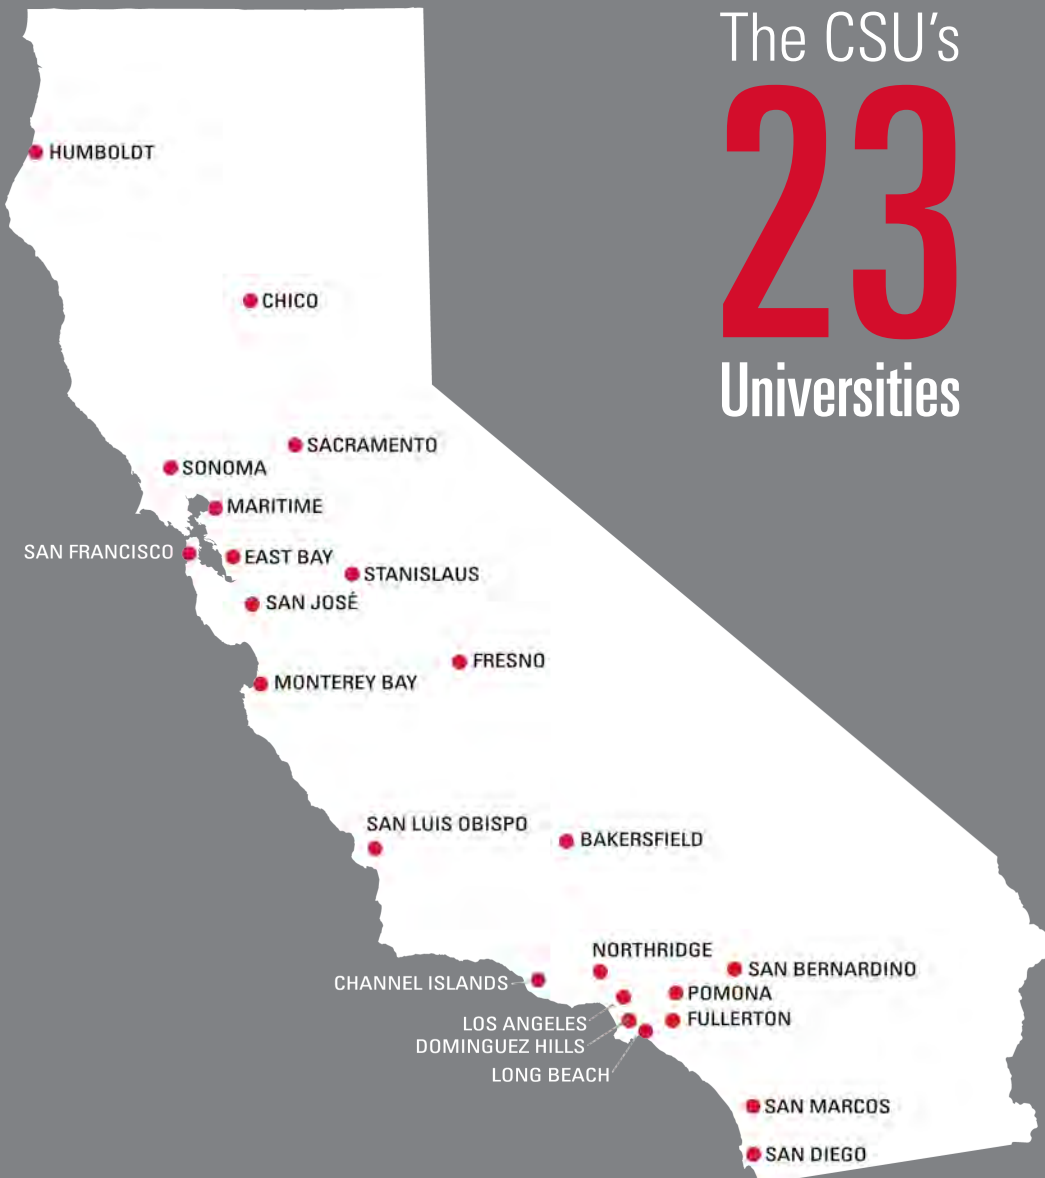 The CSU's
23
Universities
HUMBOLDT
CHICO
SACRAMENTO
SONOMA
MARITIME
SAN FRANCISCO
EAST BAY
STANISLAUS
SAN JOSÉ
FRESNO
MONTEREY BAY
SAN LUIS OBISPO
BAKERSFIELD
NORTHRIDGE
SAN BERNARDINO
CHANNEL ISLANDS
POMONA
LOS ANGELES
FULLERTON
DOMINGUEZ HILLS
LONG BEACH
SAN MARCOS
SAN DIEGO